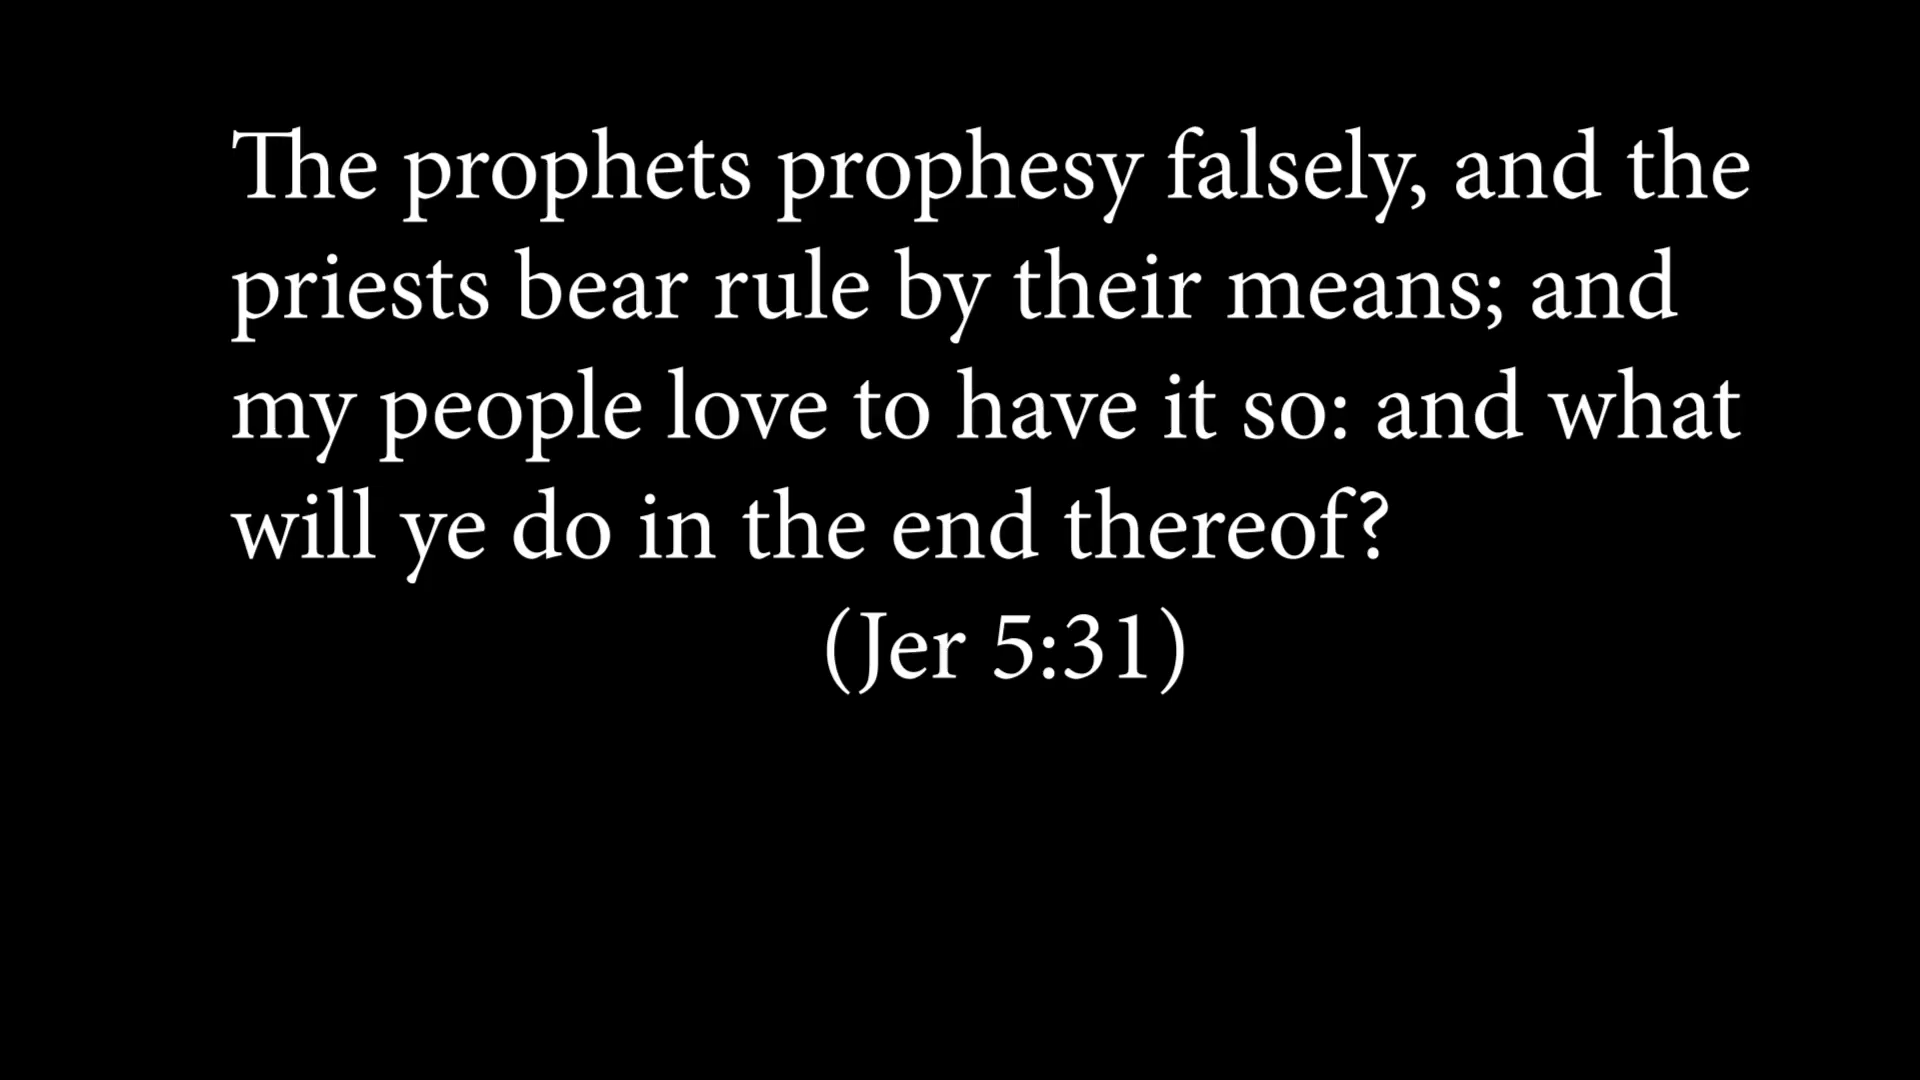 The prophets prophesy falsely, and the
priests bear rule by their means; and
my people love to have it so: and what
will ye do in the end thereof?
(Jer 5:31)